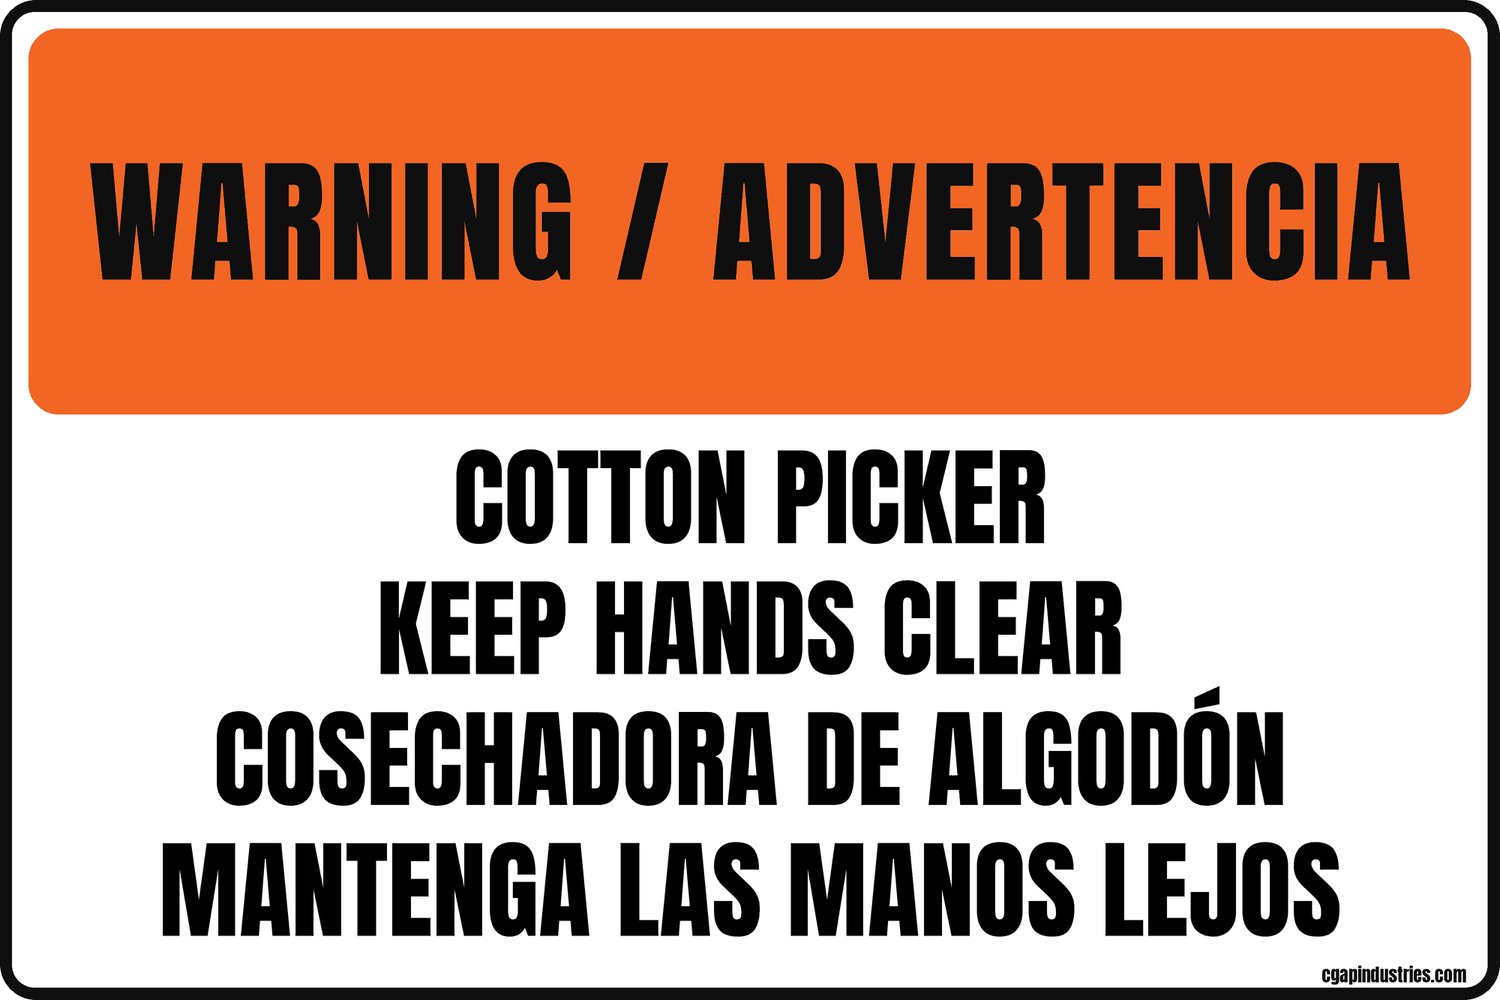 WARNING / ADVERTENCIA
COTTON PICKER
KEEP HANDS CLEAR
COSECHADORA DE ALGODÓN
MANTENGA LAS MANOS LEJOS
cgapindustries.com